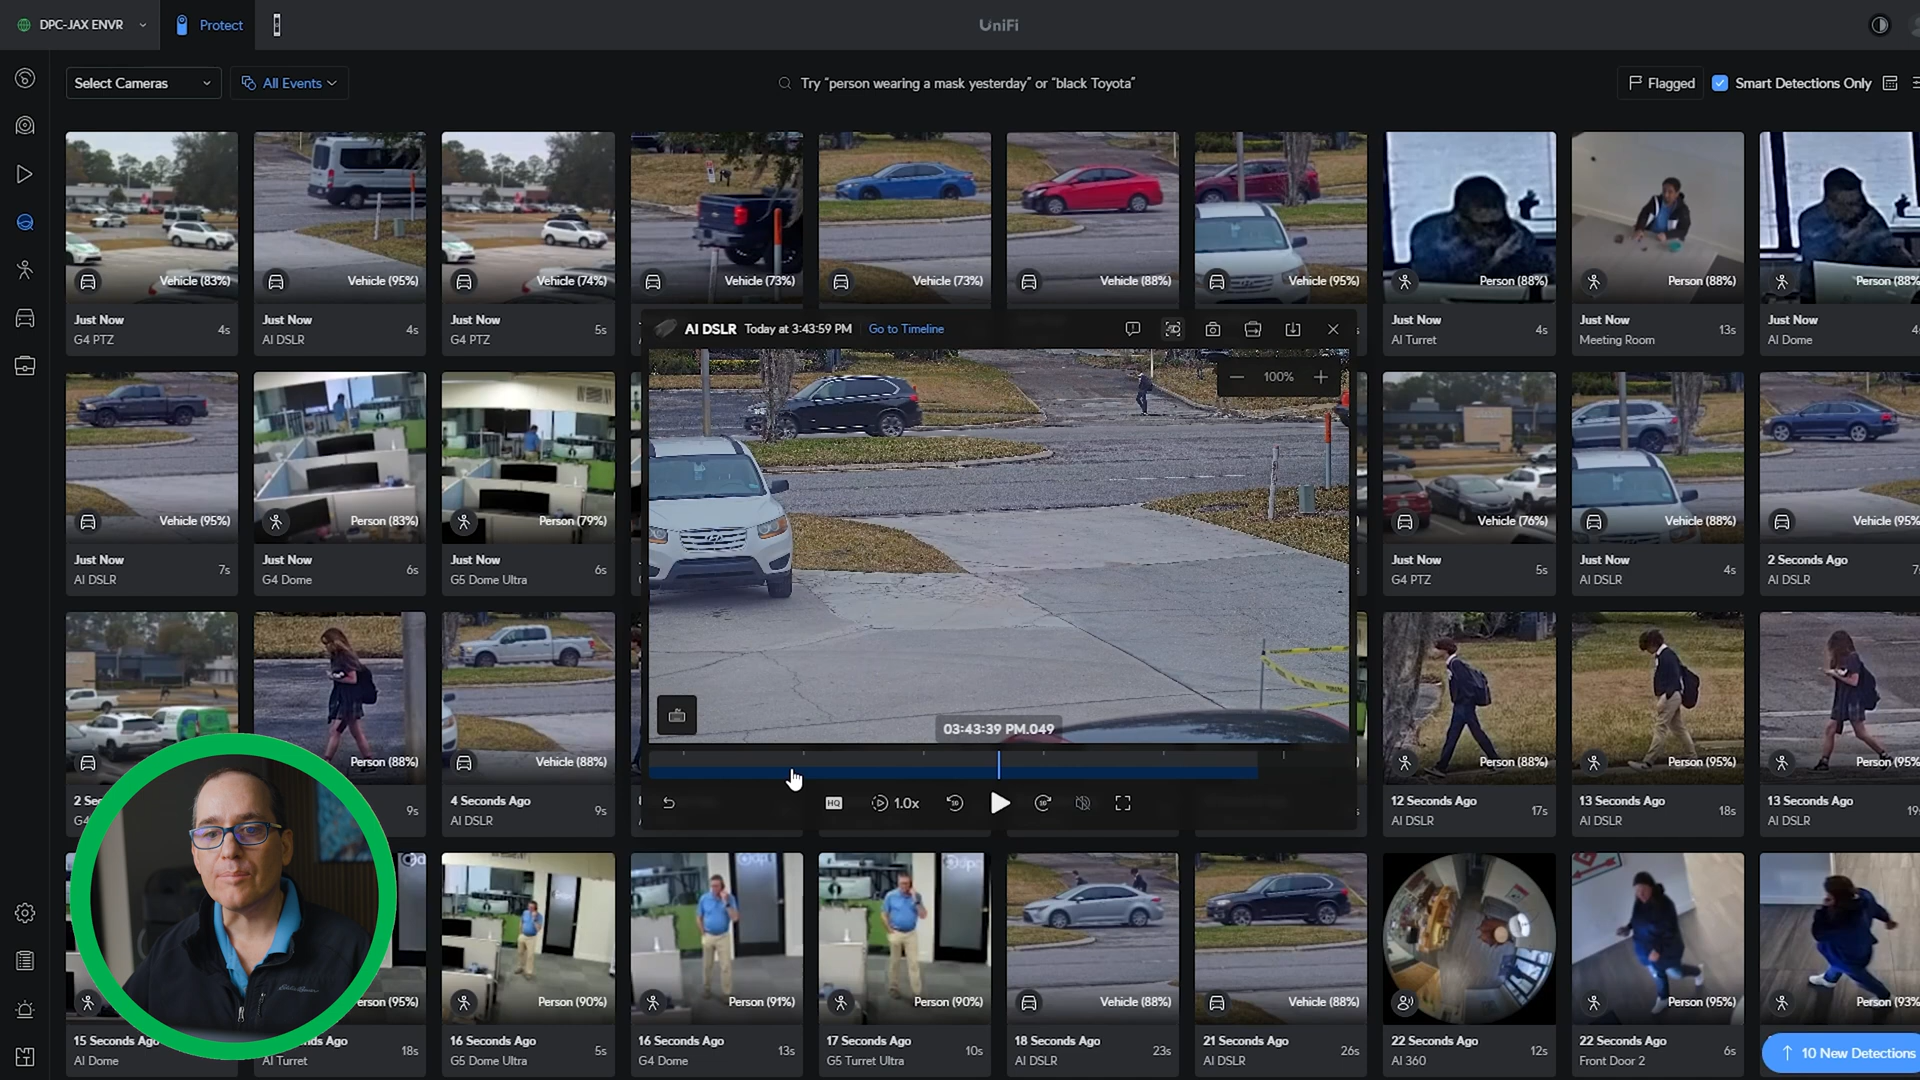 DPC-JAX ENVR
Protect
UniFi
Select Cameras
All Events
Try "person wearing a mask yesterday" or "black Toyota"
Flagged
Smart Detections Only
Vehicle (83%)
Vehicle (95%)
Vehicle (74%)
Vehicle (73%)
Vehicle (73%)
Vehicle (88%)
Vehicle (95%)
Person (88%)
Person (88%)
Person (88%)
Just Now
G4 PTZ
4s
Just Now
AI DSLR
4s
Just Now
G4 PTZ
5s
AI DSLR
Today at 3:43:59 PM
Go to Timeline
100%
Just Now
AI Turret
4s
Just Now
Meeting Room
13s
Just Now
AI Dome
Vehicle (95%)
Person (83%)
Person (79%)
Vehicle (76%)
Vehicle (88%)
Vehicle (95%)
Just Now
AI DSLR
7s
Just Now
G4 Dome
6s
Just Now
G5 Dome Ultra
6s
Just Now
G4 PTZ
5s
Just Now
AI DSLR
4s
2 Seconds Ago
AI DSLR
03:43:39 PM.049
HQ
1.0x
Person (88%)
Vehicle (88%)
Person (88%)
Person (95%)
Person (95%)
9s
4 Seconds Ago
AI DSLR
9s
12 Seconds Ago
AI DSLR
17s
13 Seconds Ago
AI DSLR
18s
13 Seconds Ago
AI DSLR
dpc
Person (90%)
Person (91%)
Person (90%)
Vehicle (88%)
Vehicle (88%)
Person (95%)
Person (93%)
15 Seconds Ago
AI Dome
Ago
AI Turret
18s
16 Seconds Ago
G5 Dome Ultra
5s
16 Seconds Ago
G4 Dome
13s
17 Seconds Ago
G5 Turret Ultra
10s
18 Seconds Ago
AI DSLR
23s
21 Seconds Ago
AI DSLR
26s
22 Seconds Ago
AI 360
12s
22 Seconds Ago
Front Door 2
6s
10 New Detections